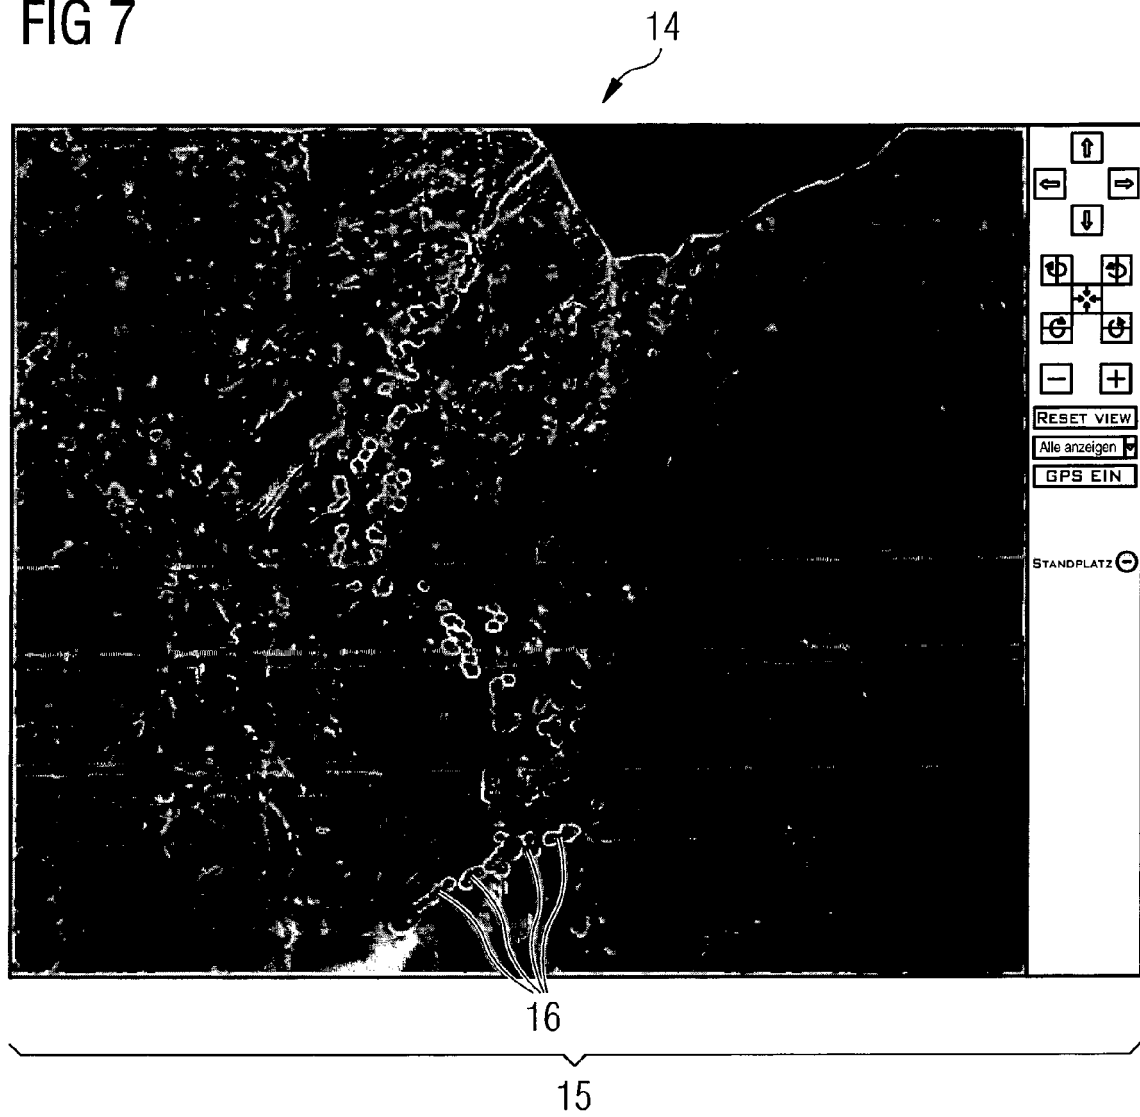 FIG 7
14
RESET VIEW
Alle anzeigen
GPS EIN
STANDPLATZ
16
15